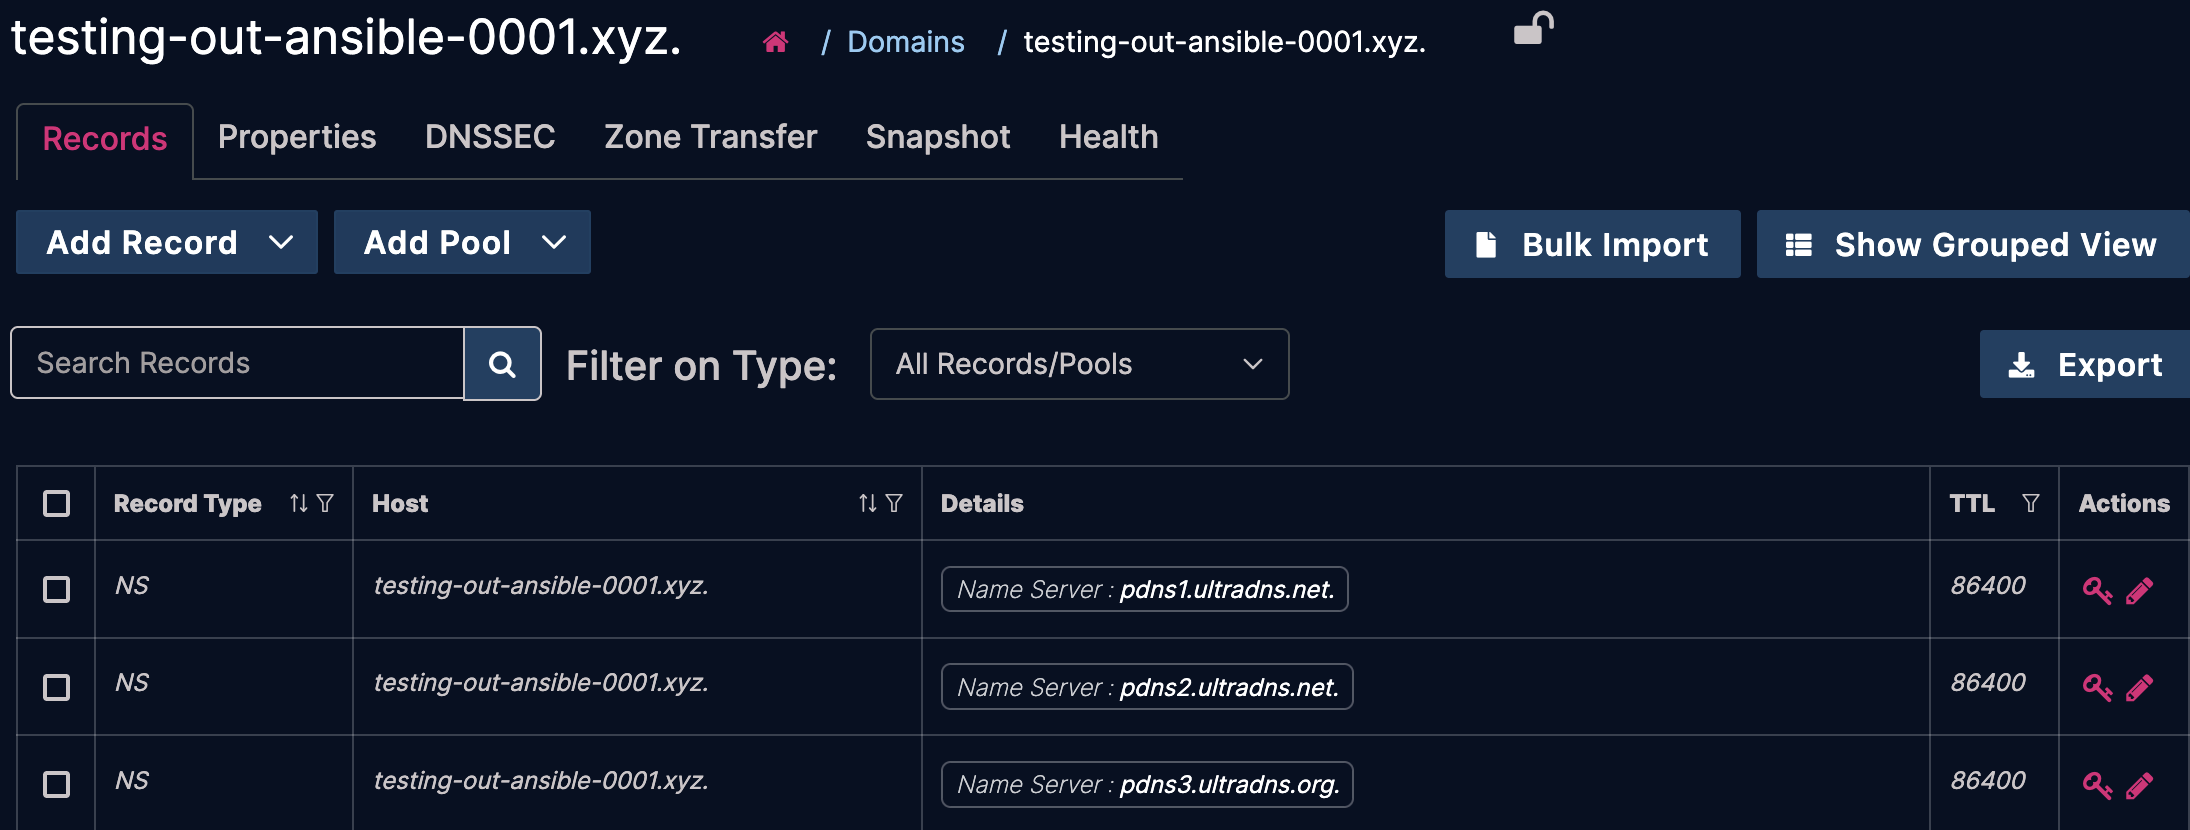 testing-out-ansible-0001.xyz. / Domains / testing-out-ansible-0001.xyz.
Records Properties DNSSEC Zone Transfer Snapshot Health
Add Record Add Pool Bulk Import Show Grouped View
Search Records Filter on Type: All Records/Pools Export
Record Type Host Details TTL Actions
NS testing-out-ansible-0001.xyz. Name Server : pdns1.ultradns.net. 86400
NS testing-out-ansible-0001.xyz. Name Server : pdns2.ultradns.net. 86400
NS testing-out-ansible-0001.xyz. Name Server : pdns3.ultradns.org. 86400